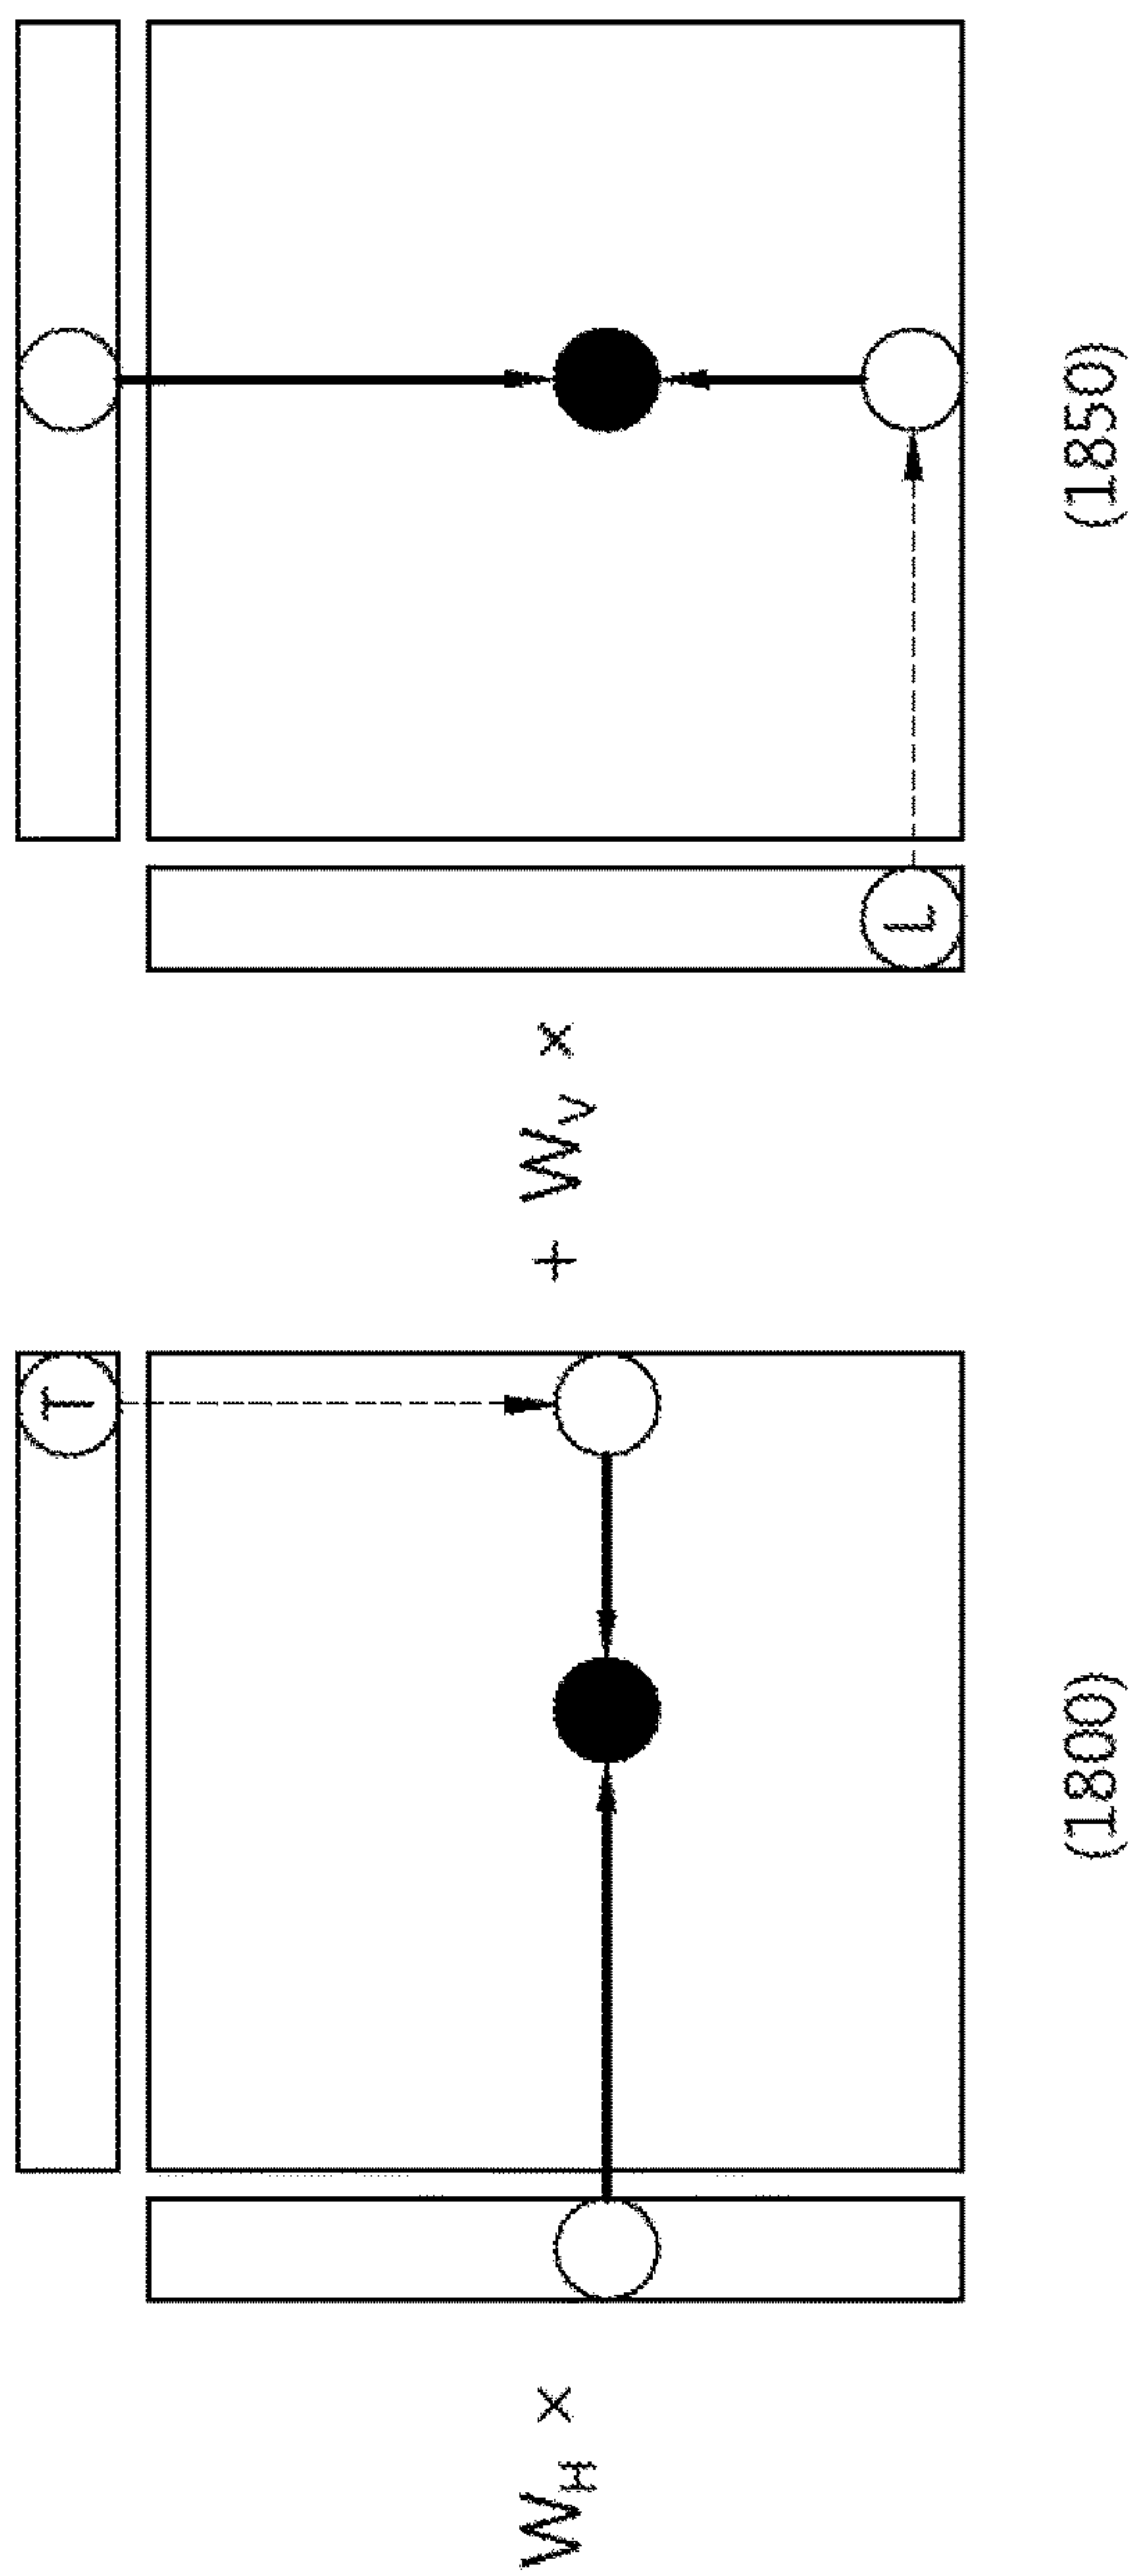 W_H ×
T
+ W_V ×
L
(1800)
(1850)